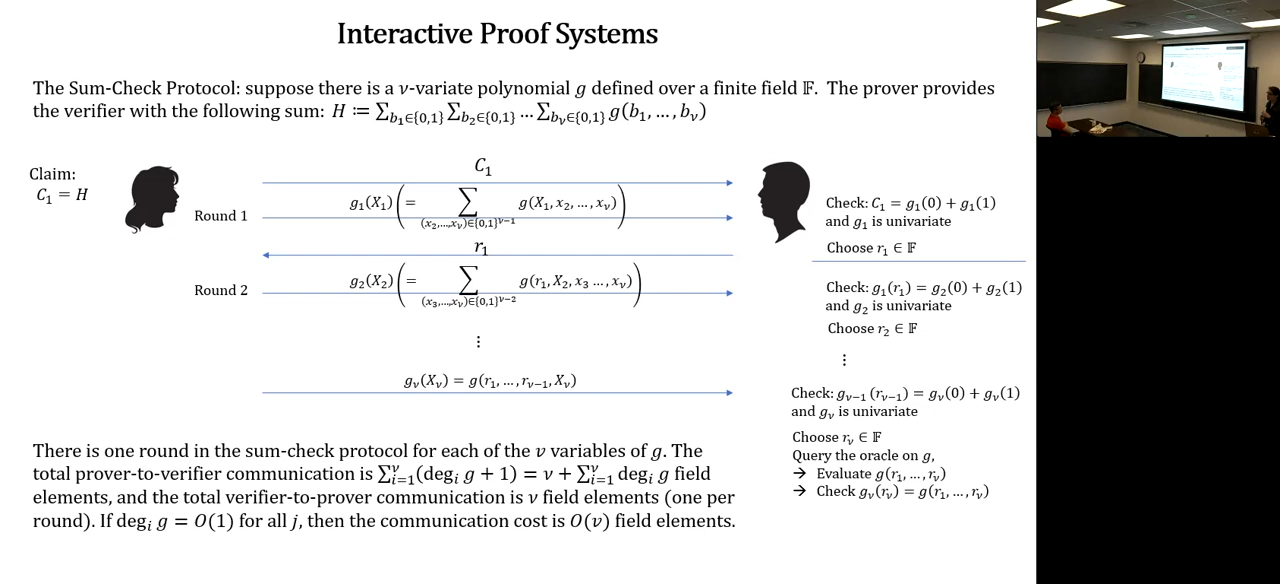 Interactive Proof Systems
The Sum-Check Protocol: suppose there is a ν-variate polynomial g defined over a finite field 𝔽. The prover provides
the verifier with the following sum: H ≔ ∑_{b₁∈{0,1}} ∑_{b₂∈{0,1}} … ∑_{b_ν∈{0,1}} g(b₁, … , b_ν)
Claim:
C₁ = H
C₁
Round 1
g₁(X₁) (= ∑_{(x₂,…,x_ν)∈{0,1}^{ν−1}} g(X₁, x₂, … , x_ν))
Check: C₁ = g₁(0) + g₁(1)
and g₁ is univariate
Choose r₁ ∈ 𝔽
r₁
Round 2
g₂(X₂) (= ∑_{(x₃,…,x_ν)∈{0,1}^{ν−2}} g(r₁, X₂, x₃ … , x_ν))
Check: g₁(r₁) = g₂(0) + g₂(1)
and g₂ is univariate
Choose r₂ ∈ 𝔽
⋮
⋮
g_ν(X_ν) = g(r₁, … , r_{ν−1}, X_ν)
Check: g_{ν−1} (r_{ν−1}) = g_ν(0) + g_ν(1)
and g_ν is univariate
Choose r_ν ∈ 𝔽
Query the oracle on g,
→ Evaluate g(r₁, … , r_ν)
→ Check g_ν(r_ν) = g(r₁, … , r_ν)
There is one round in the sum-check protocol for each of the ν variables of g. The
total prover-to-verifier communication is ∑_{i=1}^{ν}(deg_i g + 1) = ν + ∑_{i=1}^{ν} deg_i g field
elements, and the total verifier-to-prover communication is ν field elements (one per
round). If deg_i g = O(1) for all j, then the communication cost is O(ν) field elements.